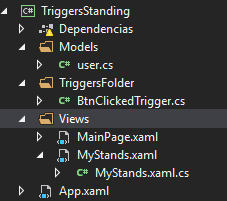 C# TriggersStanding
Dependencias
Models
C# user.cs
TriggersFolder
C# BtnClickedTrigger.cs
Views
MainPage.xaml
MyStands.xaml
C# MyStands.xaml.cs
App.xaml